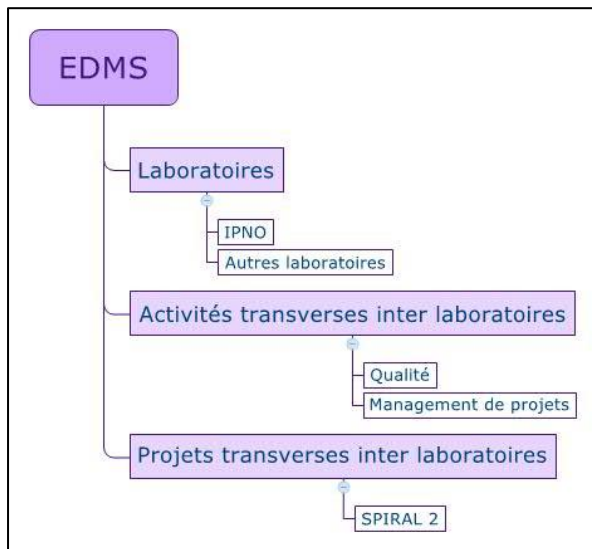 EDMS
Laboratoires
IPNO
Autres laboratoires
Activités transverses inter laboratoires
Qualité
Management de projets
Projets transverses inter laboratoires
SPIRAL 2